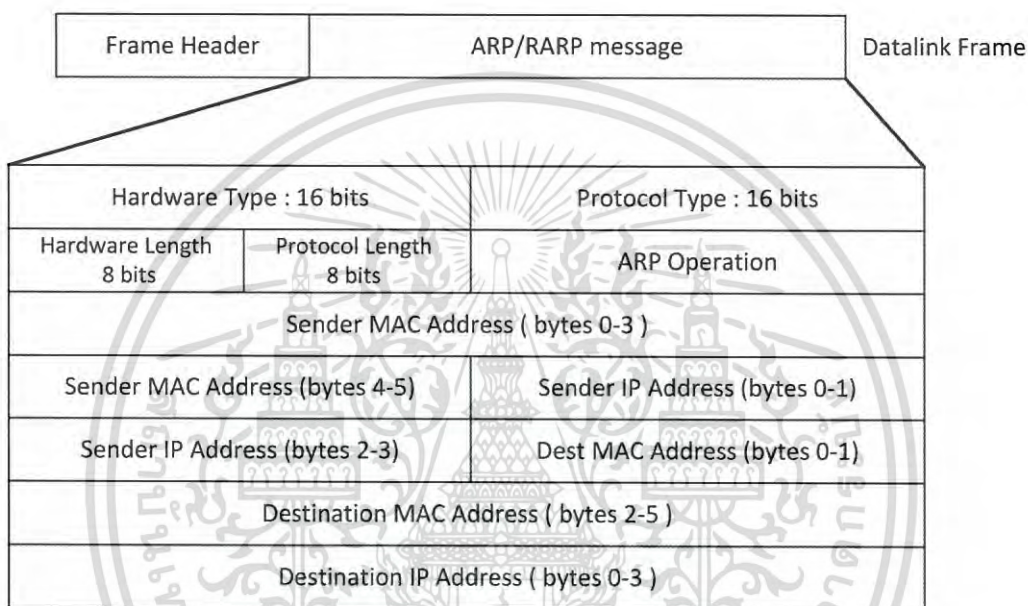 Frame Header
ARP/RARP message
Datalink Frame
Hardware Type : 16 bits
Protocol Type : 16 bits
Hardware Length
8 bits
Protocol Length
8 bits
ARP Operation
Sender MAC Address ( bytes 0-3 )
Sender MAC Address (bytes 4-5)
Sender IP Address (bytes 0-1)
Sender IP Address (bytes 2-3)
Dest MAC Address (bytes 0-1)
Destination MAC Address ( bytes 2-5 )
Destination IP Address ( bytes 0-3 )